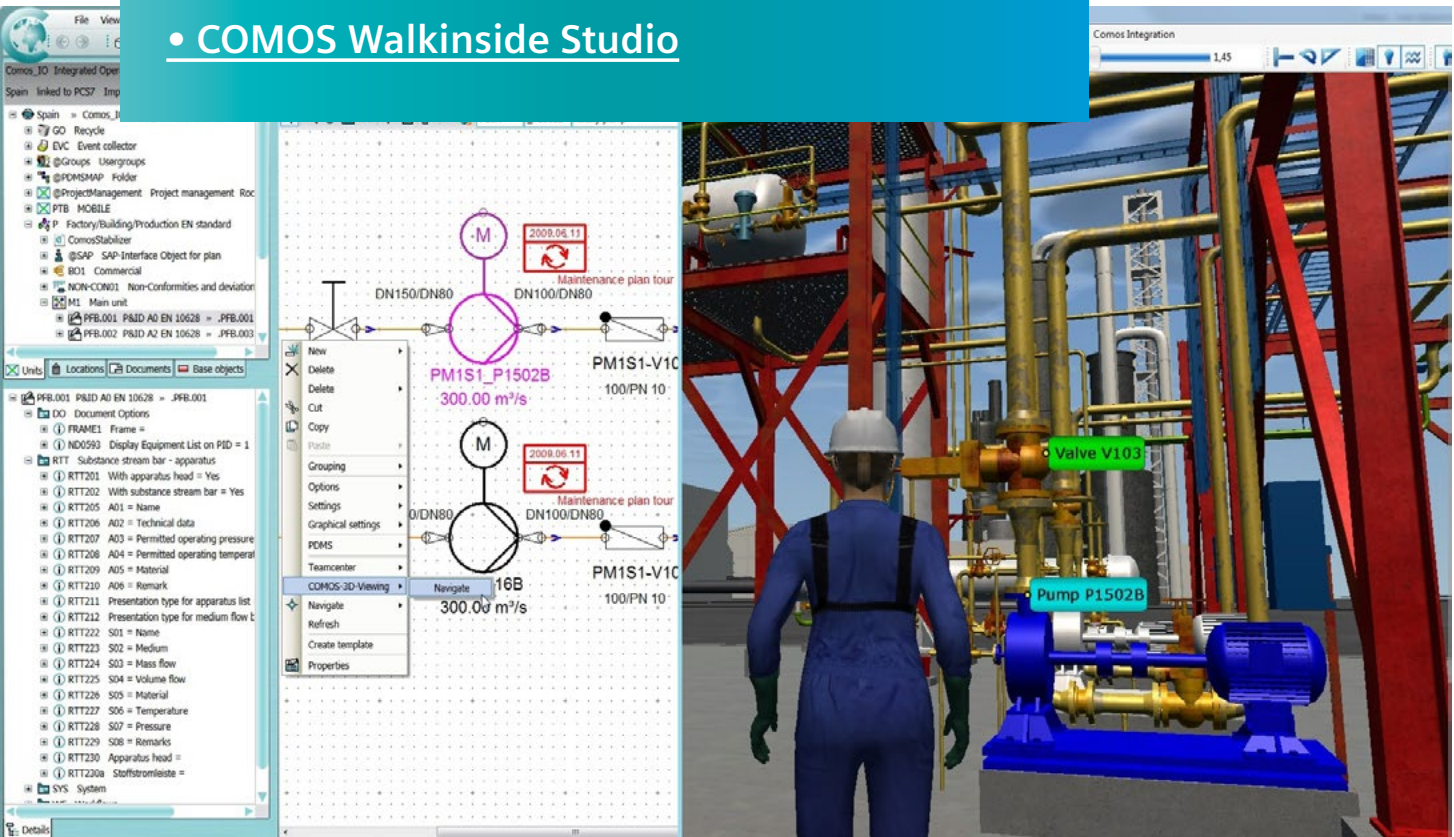 • COMOS Walkinside Studio
File View
Comos Integration
1,45
Comos_IO Integrated
Spain linked to PCS7
Spain »
GO Recycle
EVC Event collector
@Groups Usergroups
@PDMSMAP Folder
@ProjectManagement Project management
PTB MOBILE
P Factory/Building/Production EN standard
ComosStabilizer
@SAP SAP-Interface Object for plan
BO1 Commercial
NON-CON01 Non-Conformities and deviation
M1 Main unit
PFB.001 P&ID A0 EN 10628 » .PFB.001
PFB.002 P&ID A2 EN 10628 » .PFB.003
Units Locations Documents Base objects
PFB.001 P&ID A0 EN 10628 » .PFB.001
DO Document Options
FRAME1 Frame =
ND0593 Display Equipment List on PID = 1
RTT Substance stream bar - apparatus
RTT201 With apparatus head = Yes
RTT202 With substance stream bar = Yes
RTT205 A01 = Name
RTT206 A02 = Technical data
RTT207 A03 = Permitted operating pressure
RTT208 A04 = Permitted operating
RTT209 A05 = Material
RTT210 A06 = Remark
RTT211 Presentation type for apparatus list
RTT212 Presentation type for medium flow
RTT222 S01 = Name
RTT223 S02 = Medium
RTT224 S03 = Mass flow
RTT225 S04 = Volume flow
RTT226 S05 = Material
RTT227 S06 = Temperature
RTT228 S07 = Pressure
RTT229 S08 = Remarks
RTT230 Apparatus head =
RTT230a Stoffstromleiste =
SYS System
Details
M
2009.06.11
Maintenance plan tour
DN150/DN80
DN100/DN80
PM1S1_P1502B
300.00 m³/s
PM1S1-V10
100/PN 10
New
Delete
Delete
Cut
Copy
Paste
Grouping
Options
Settings
Graphical settings
PDMS
Teamcenter
COMOS-3D-Viewing
Navigate
Navigate
Refresh
Create template
Properties
M
2009.06.11
Maintenance plan tour
0/DN80
DN100/DN80
16B
300.00 m³/s
PM1S1-V10
100/PN 10
Valve V103
Pump P1502B